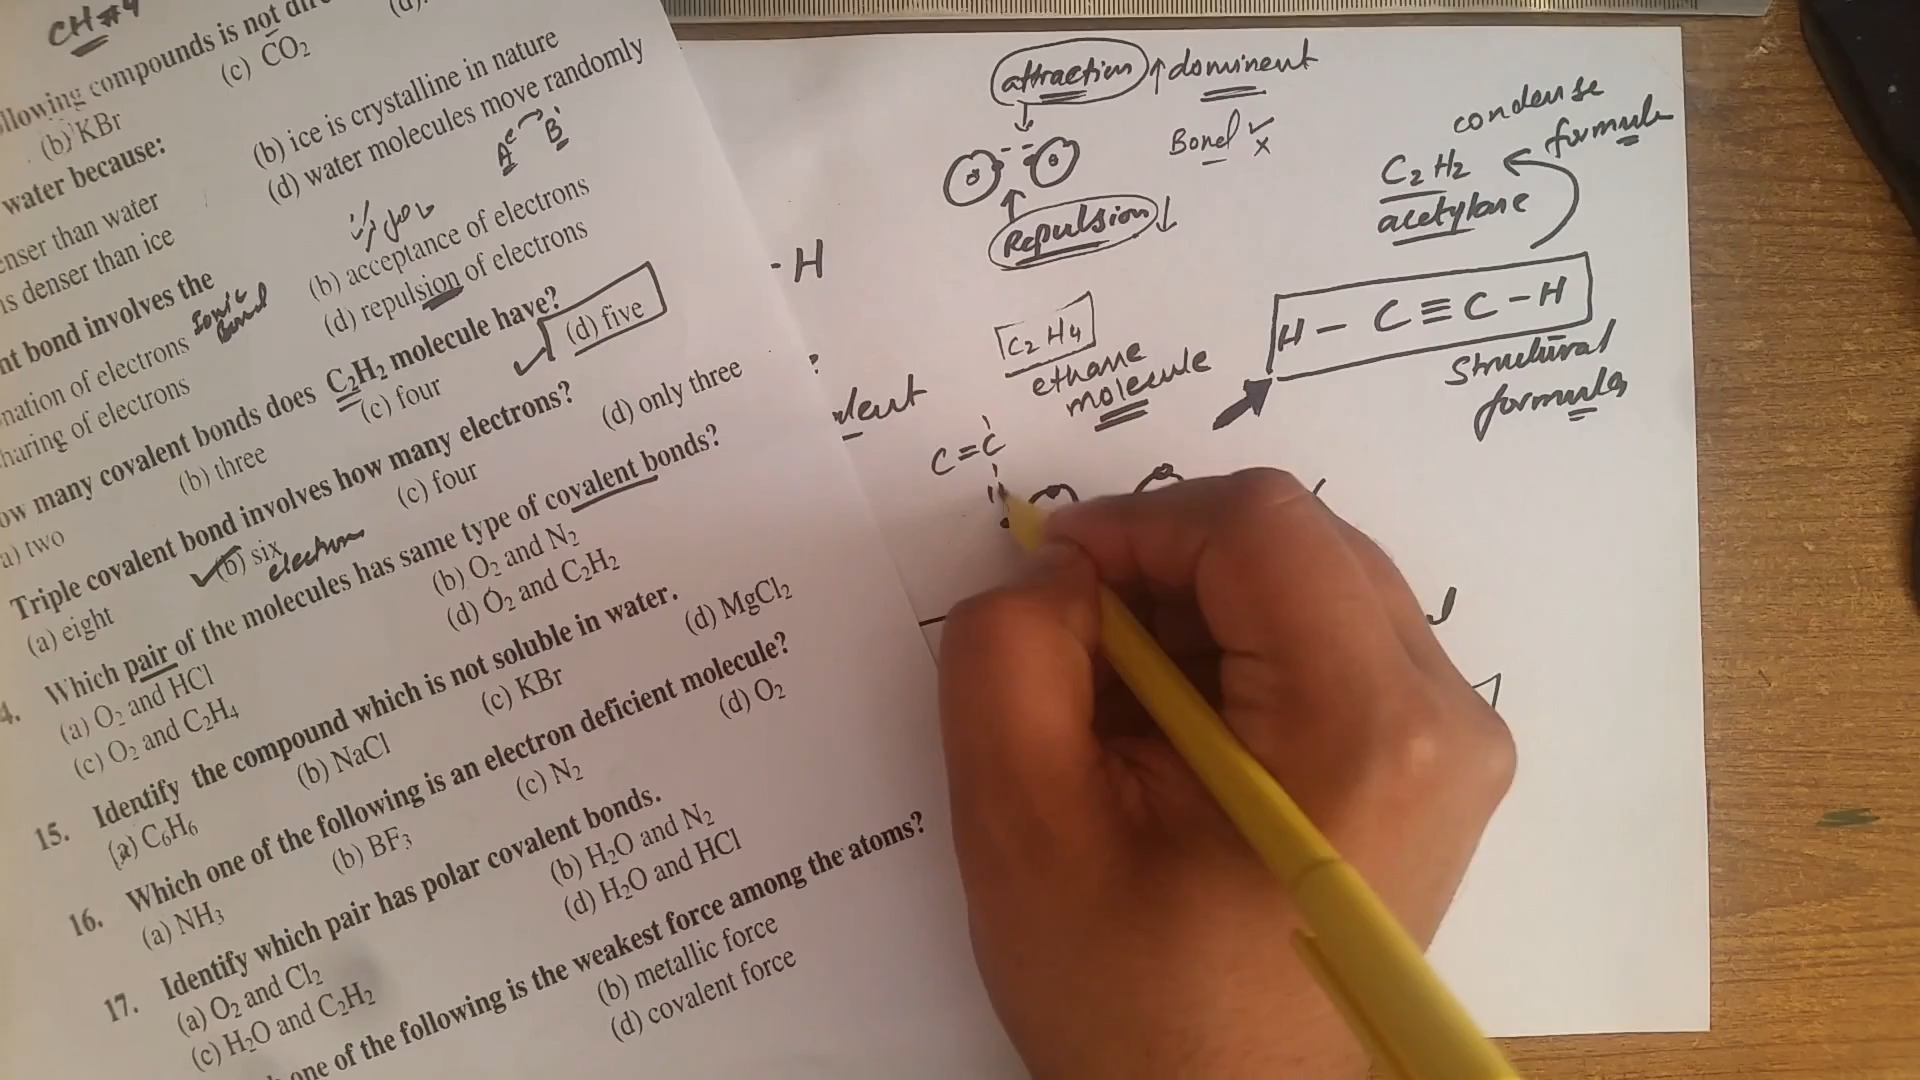 CH#4
llowing compounds is not
(b) KBr
(c) CO₂
(d)
water because:
(b) ice is crystalline in nature
enser than water
(d) water molecules move randomly
is denser than ice
A e B
nt bond involves the
(b) acceptance of electrons
nation of electrons
Ionic bond
(d) repulsion of electrons
haring of electrons
ow many covalent bonds does C₂H₂ molecule have?
a) two
(b) three
(c) four
(d) five
Triple covalent bond involves how many electrons?
(a) eight
(b) six
electrons
(c) four
(d) only three
4. Which pair of the molecules has same type of covalent bonds?
(a) O₂ and HCl
(b) O₂ and N₂
(c) O₂ and C₂H₄
(d) O₂ and C₂H₂
15. Identify the compound which is not soluble in water.
(a) C₆H₆
(b) NaCl
(c) KBr
(d) MgCl₂
16. Which one of the following is an electron deficient molecule?
(a) NH₃
(b) BF₃
(c) N₂
(d) O₂
17. Identify which pair has polar covalent bonds.
(a) O₂ and Cl₂
(b) H₂O and N₂
(c) H₂O and C₂H₂
(d) H₂O and HCl
one of the following is the weakest force among the atoms?
(b) metallic force
(d) covalent force
- H
?
alent
attraction ↑ dominent
Bond ✓
x
Repulsion ↓
C₂H₄
ethane
molecule
C=C
condense
formula
C₂H₂
acetylane
H - C ≡ C - H
Structural
formula